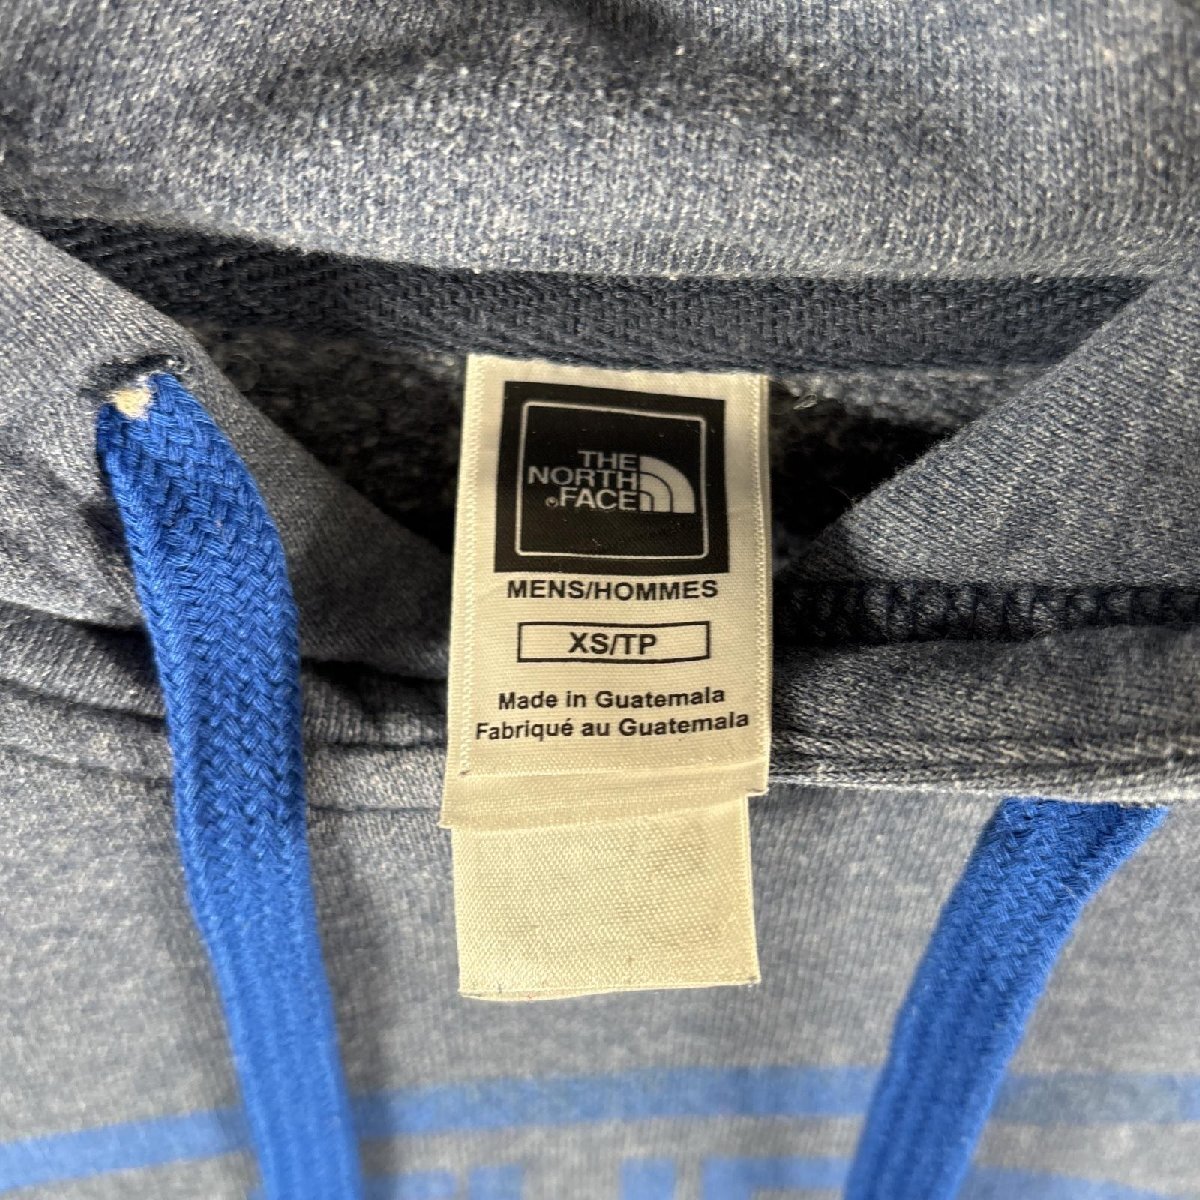 THE
NORTH
FACE
MENS/HOMMES
XS/TP
Made in Guatemala
Fabriqué au Guatemala